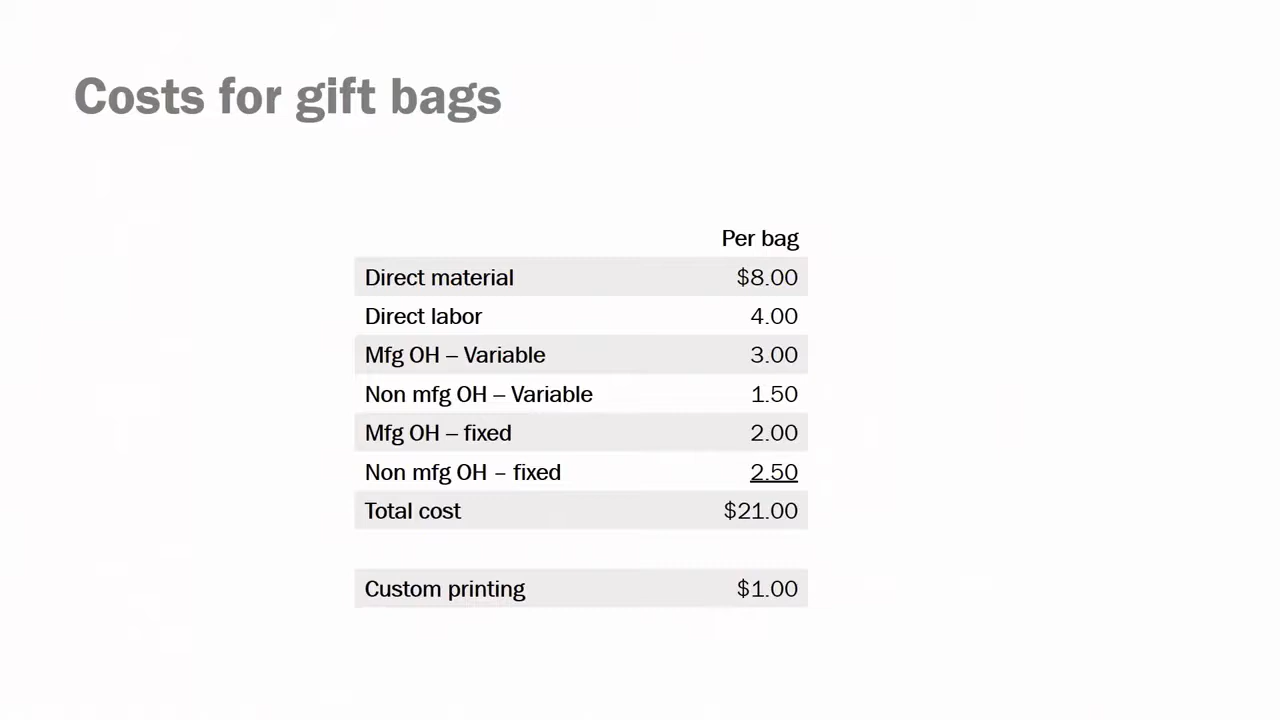 Costs for gift bags
Per bag
Direct material $8.00
Direct labor 4.00
Mfg OH – Variable 3.00
Non mfg OH – Variable 1.50
Mfg OH – fixed 2.00
Non mfg OH – fixed 2.50
Total cost $21.00
Custom printing $1.00